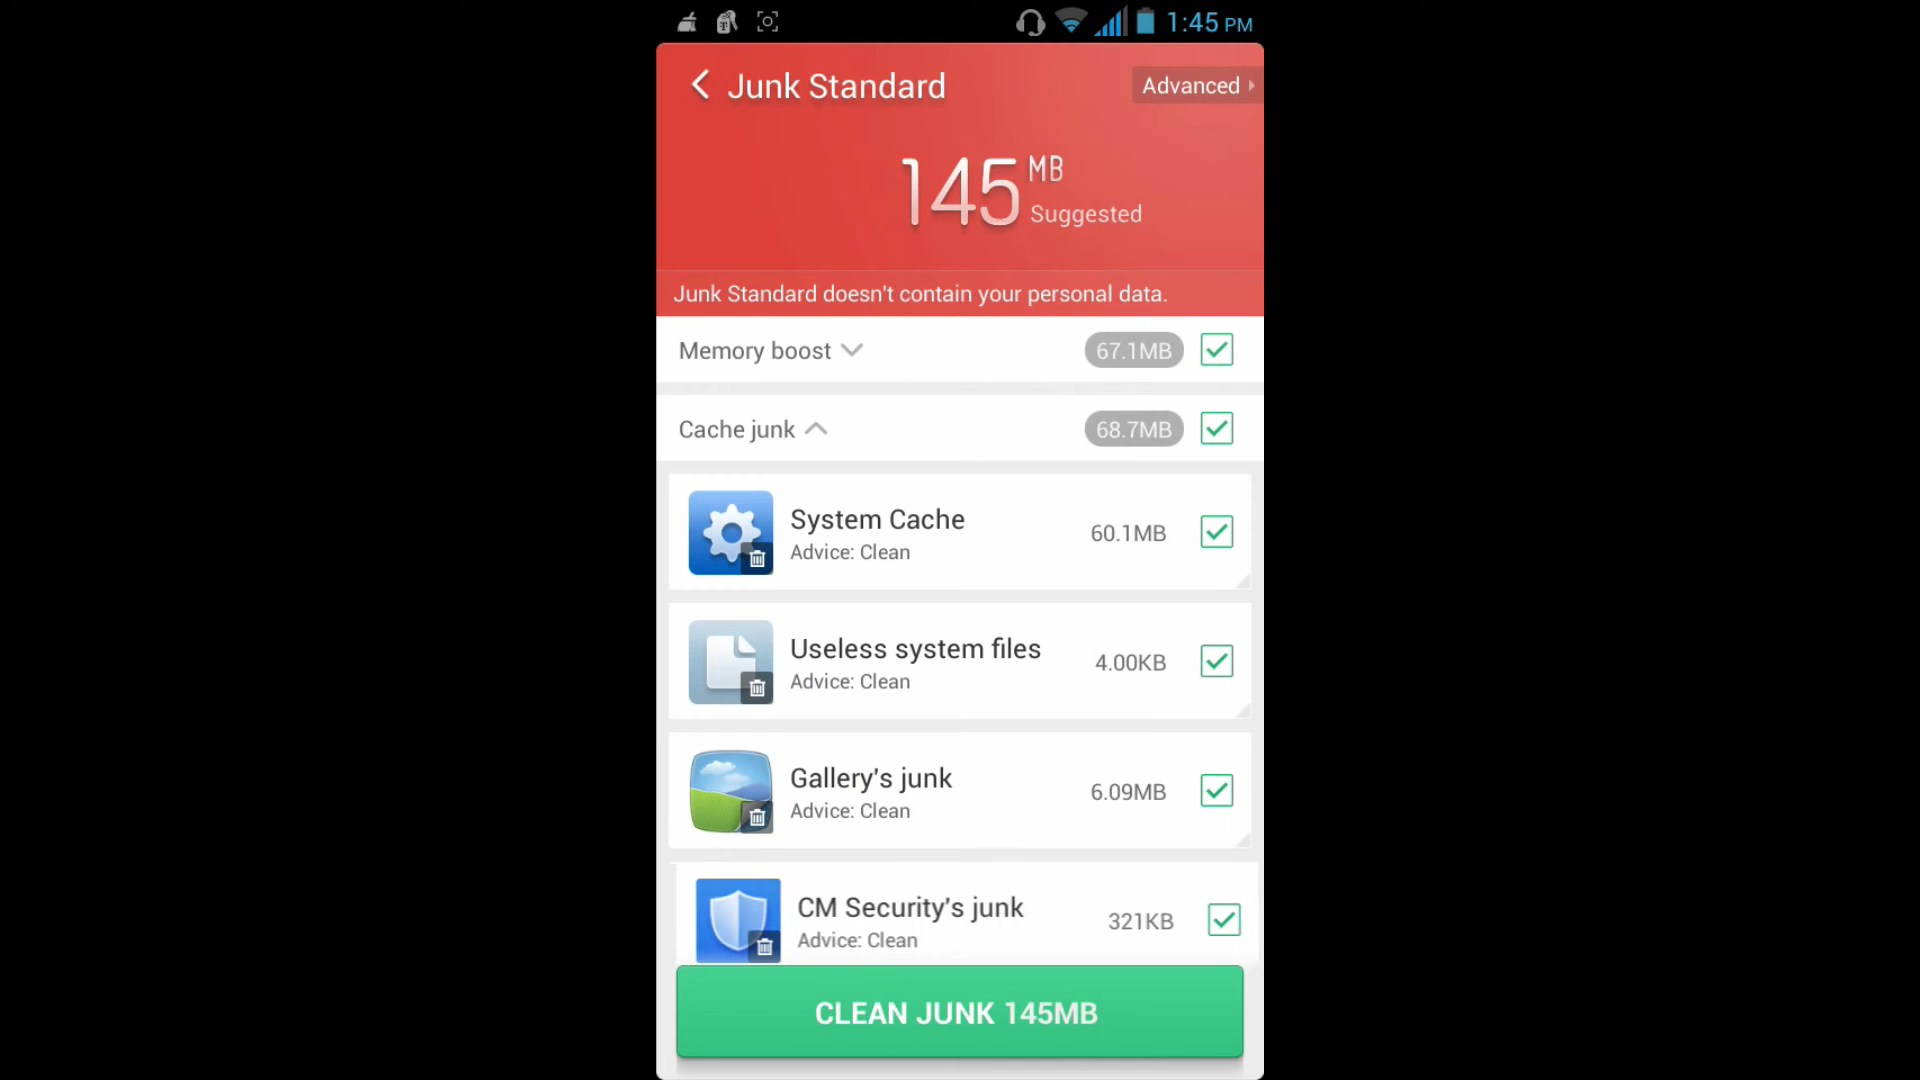 1:45 PM
Junk Standard
Advanced
145 MB
Suggested
Junk Standard doesn't contain your personal data.
Memory boost 67.1MB
Cache junk 68.7MB
System Cache
Advice: Clean
60.1MB
Useless system files
Advice: Clean
4.00KB
Gallery's junk
Advice: Clean
6.09MB
CM Security's junk
Advice: Clean
321KB
CLEAN JUNK 145MB